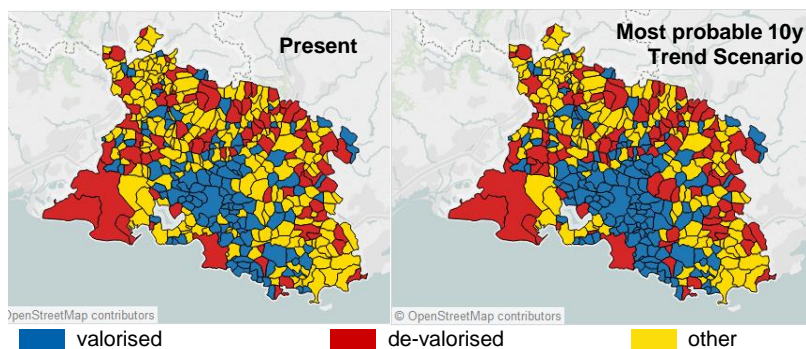 Present
Most probable 10y
Trend Scenario
OpenStreetMap contributors
© OpenStreetMap contributors
valorised
de-valorised
other